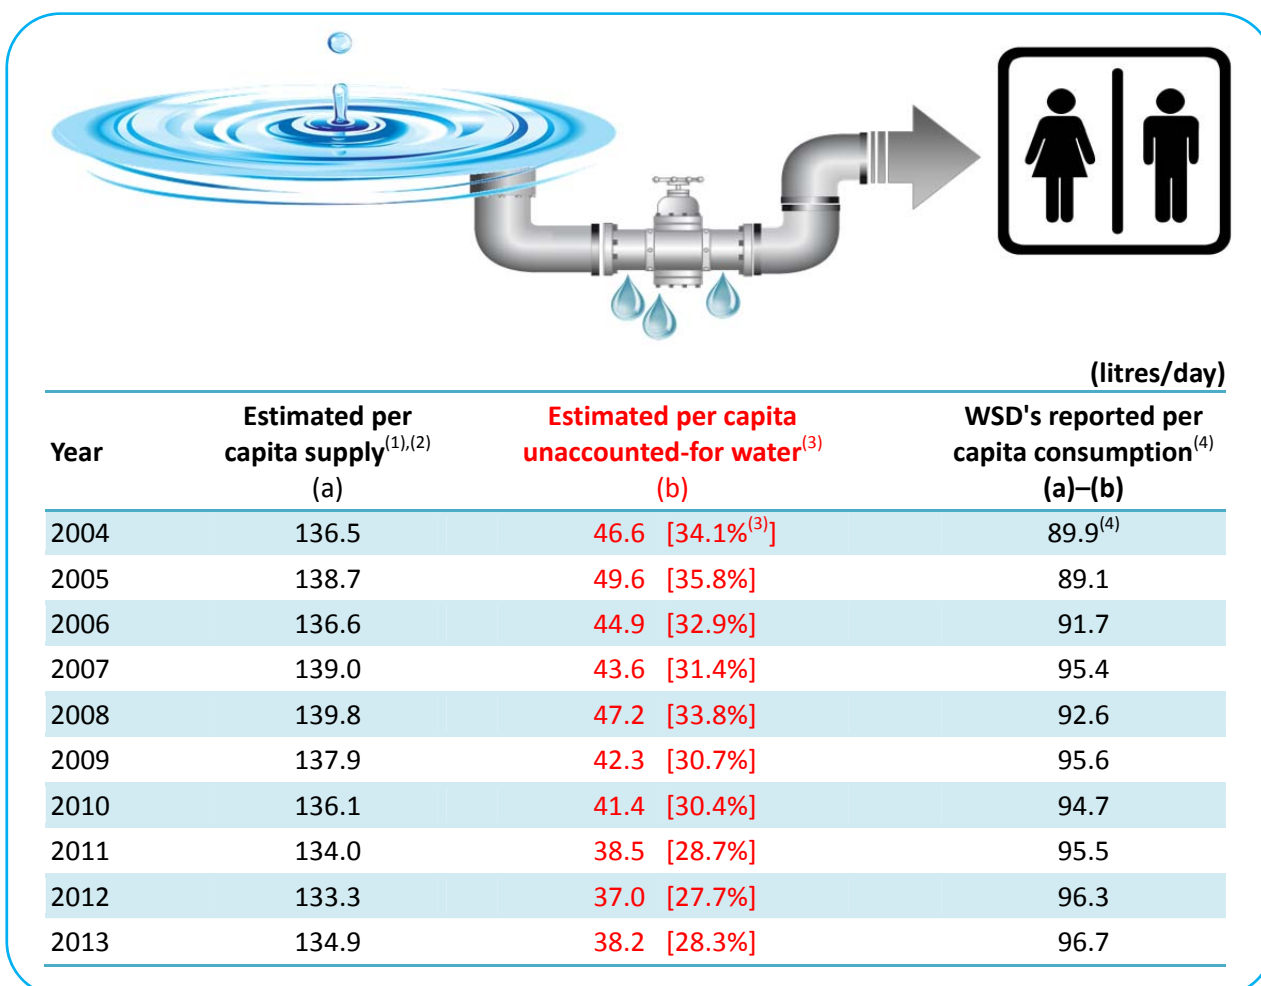 (litres/day)
Year Estimated per capita supply(1),(2) (a) Estimated per capita unaccounted-for water(3) (b) WSD's reported per capita consumption(4) (a)–(b)
2004 136.5 46.6 [34.1%(3)] 89.9(4)
2005 138.7 49.6 [35.8%] 89.1
2006 136.6 44.9 [32.9%] 91.7
2007 139.0 43.6 [31.4%] 95.4
2008 139.8 47.2 [33.8%] 92.6
2009 137.9 42.3 [30.7%] 95.6
2010 136.1 41.4 [30.4%] 94.7
2011 134.0 38.5 [28.7%] 95.5
2012 133.3 37.0 [27.7%] 96.3
2013 134.9 38.2 [28.3%] 96.7